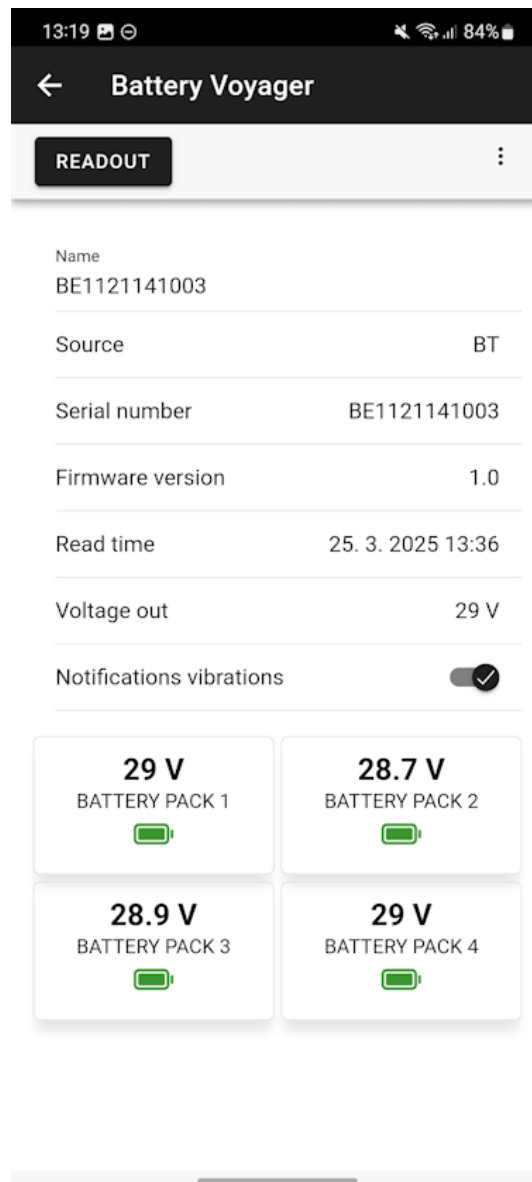 13:19 84%
Battery Voyager
READOUT
Name
BE1121141003
Source BT
Serial number BE1121141003
Firmware version 1.0
Read time 25. 3. 2025 13:36
Voltage out 29 V
Notifications vibrations
29 V 28.7 V
BATTERY PACK 1 BATTERY PACK 2
28.9 V 29 V
BATTERY PACK 3 BATTERY PACK 4